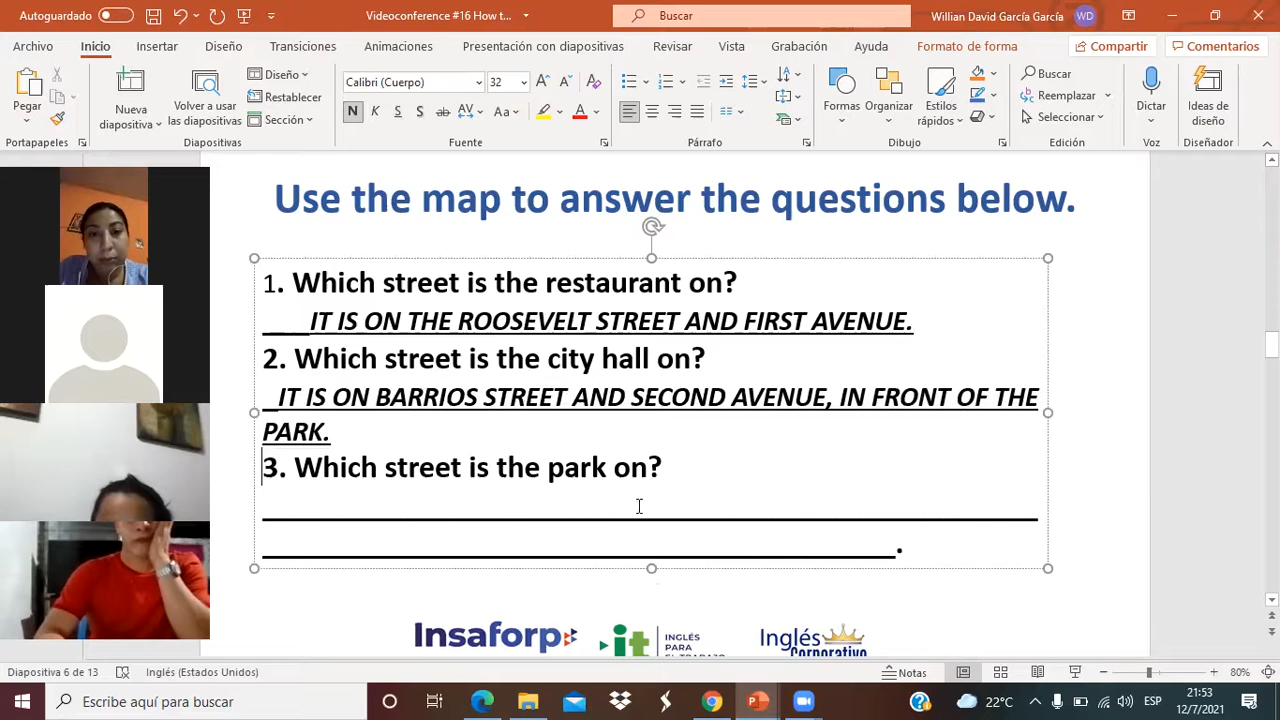 Autoguardado
Videoconference #16 How t...
Buscar
Willian David García García
WD
Archivo
Inicio
Insertar
Diseño
Transiciones
Animaciones
Presentación con diapositivas
Revisar
Vista
Grabación
Ayuda
Formato de forma
Compartir
Comentarios
Pegar
Nueva diapositiva
Volver a usar las diapositivas
Diseño
Restablecer
Sección
Calibri (Cuerpo)
32
N K S S ab AV Aa
Formas
Organizar
Estilos rápidos
Buscar
Reemplazar
Seleccionar
Dictar
Ideas de diseño
Portapapeles
Diapositivas
Fuente
Párrafo
Dibujo
Edición
Voz
Diseñador
Use the map to answer the questions below.
1. Which street is the restaurant on?
IT IS ON THE ROOSEVELT STREET AND FIRST AVENUE.
2. Which street is the city hall on?
IT IS ON BARRIOS STREET AND SECOND AVENUE, IN FRONT OF THE
PARK.
3. Which street is the park on?
Insaforp
it
INGLÉS
PARA
EL TRABAJO
Inglés
Corporativo
Diapositiva 6 de 13
Inglés (Estados Unidos)
Notas
80%
Escribe aquí para buscar
22°C
ESP
21:53
12/7/2021